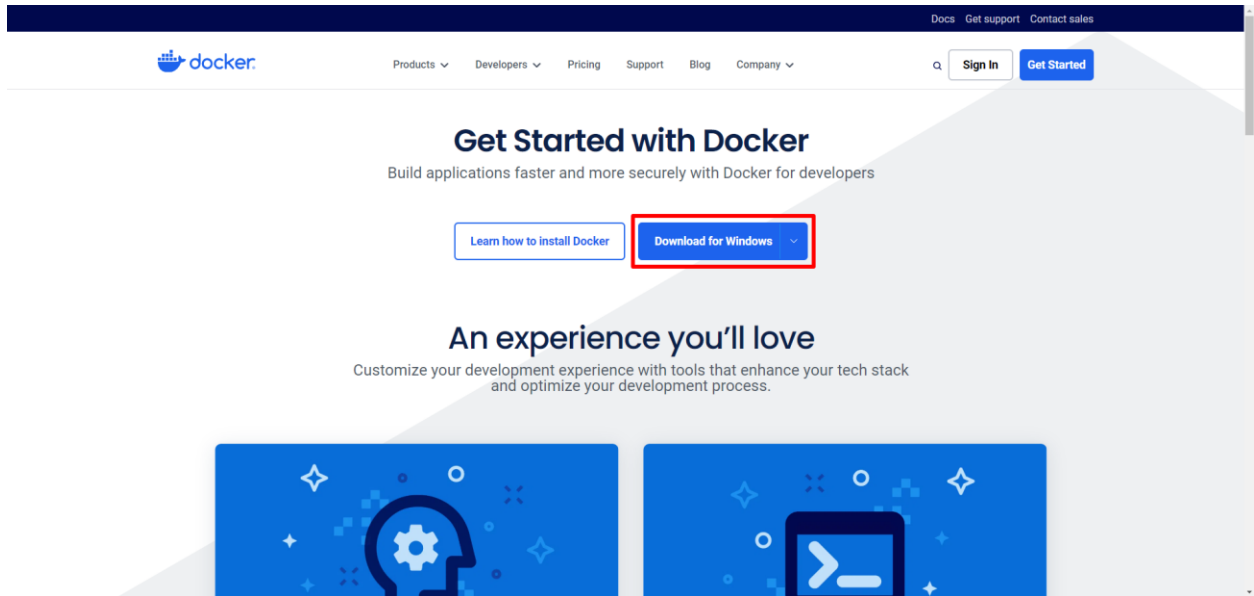 Docs Get support Contact sales
docker
Products Developers Pricing Support Blog Company Sign In Get Started
Get Started with Docker
Build applications faster and more securely with Docker for developers
Learn how to install Docker Download for Windows
An experience you'll love
Customize your development experience with tools that enhance your tech stack
and optimize your development process.